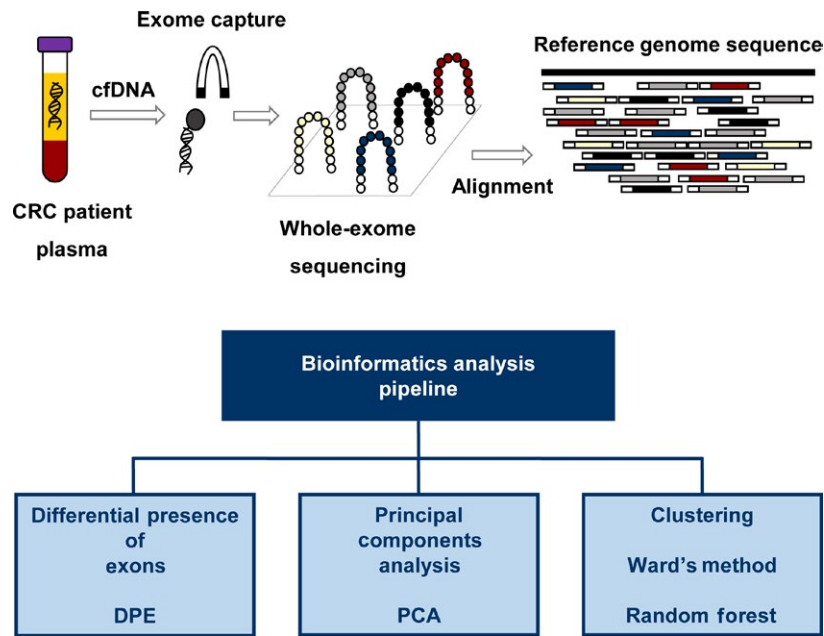 Exome capture
Reference genome sequence
cfDNA
Alignment
CRC patient
plasma
Whole-exome
sequencing
Bioinformatics analysis
pipeline
Differential presence
of
exons
DPE
Principal
components
analysis
PCA
Clustering
Ward's method
Random forest